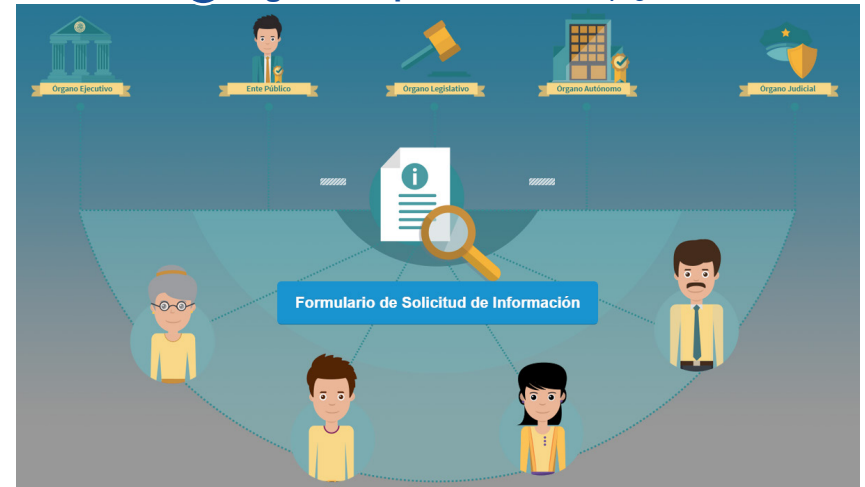 Órgano Ejecutivo
Ente Público
Órgano Legislativo
Órgano Autónomo
Órgano Judicial
Formulario de Solicitud de Información